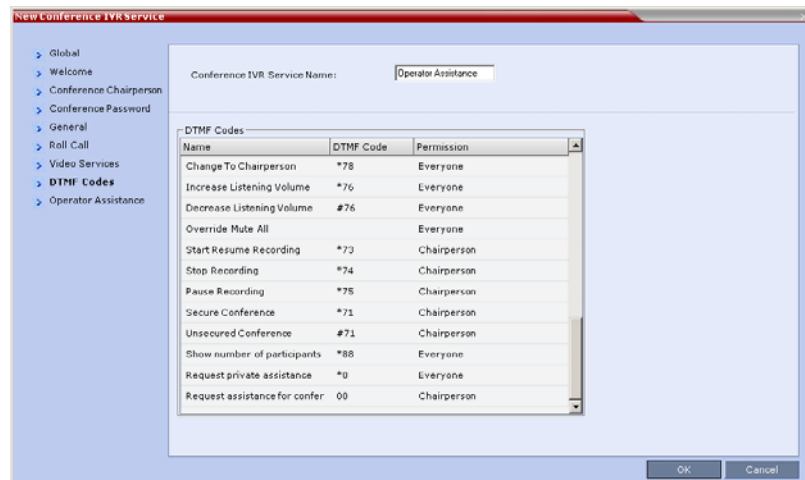 New Conference IVR Service
Global
Welcome
Conference Chairperson
Conference Password
General
Roll Call
Video Services
DTMF Codes
Operator Assistance
Conference IVR Service Name: Operator Assistance
DTMF Codes
Name DTMF Code Permission
Change To Chairperson *78 Everyone
Increase Listening Volume *76 Everyone
Decrease Listening Volume #76 Everyone
Override Mute All Everyone
Start Resume Recording *73 Chairperson
Stop Recording *74 Chairperson
Pause Recording *75 Chairperson
Secure Conference *71 Chairperson
Unsecured Conference #71 Chairperson
Show number of participants *88 Everyone
Request private assistance *0 Everyone
Request assistance for confer 00 Chairperson
OK Cancel